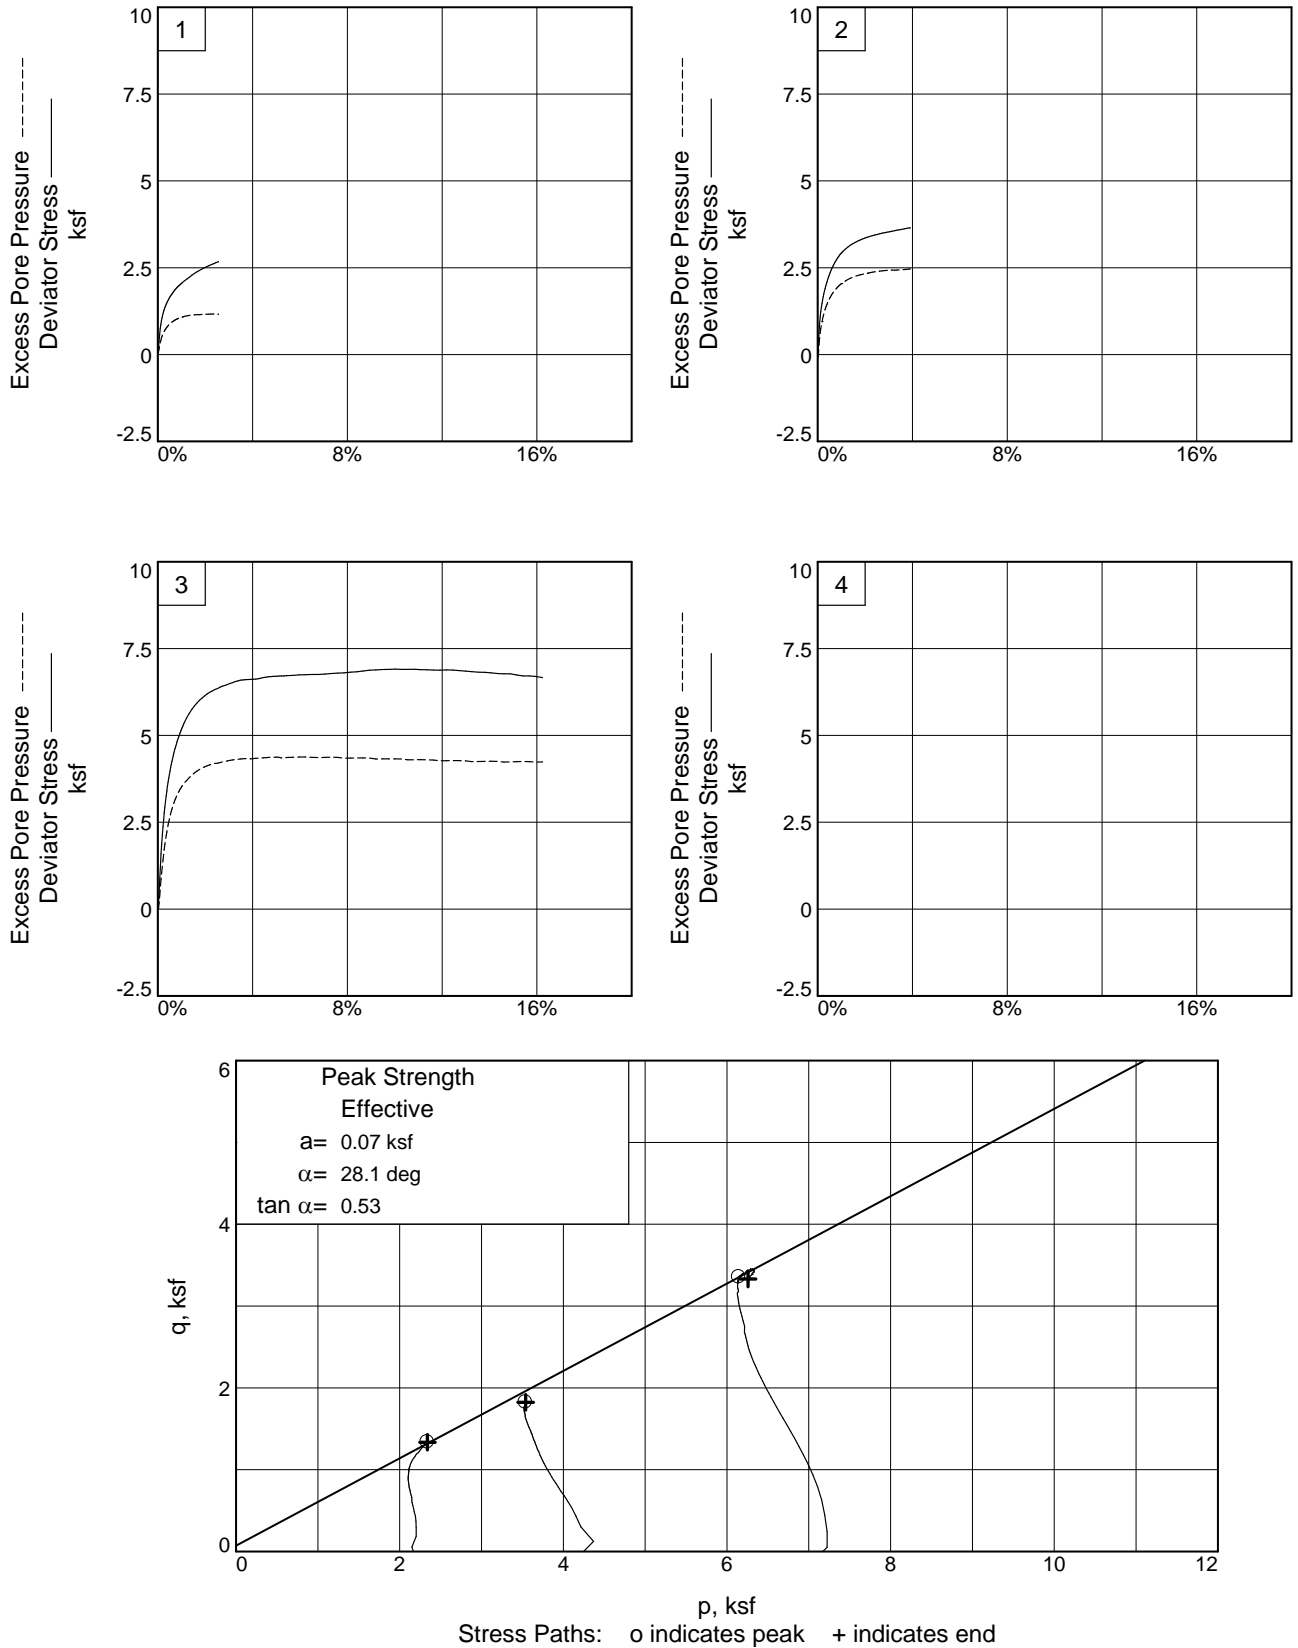 1
10
7.5
5
2.5
0
-2.5
0%
8%
16%
Excess Pore Pressure
Deviator Stress
ksf
2
10
7.5
5
2.5
0
-2.5
0%
8%
16%
Excess Pore Pressure
Deviator Stress
ksf
3
10
7.5
5
2.5
0
-2.5
0%
8%
16%
Excess Pore Pressure
Deviator Stress
ksf
4
10
7.5
5
2.5
0
-2.5
0%
8%
16%
Excess Pore Pressure
Deviator Stress
ksf
Peak Strength
Effective
a= 0.07 ksf
α= 28.1 deg
tan α= 0.53
6
4
2
0
q, ksf
0 2 4 6 8 10 12
p, ksf
Stress Paths: o indicates peak + indicates end